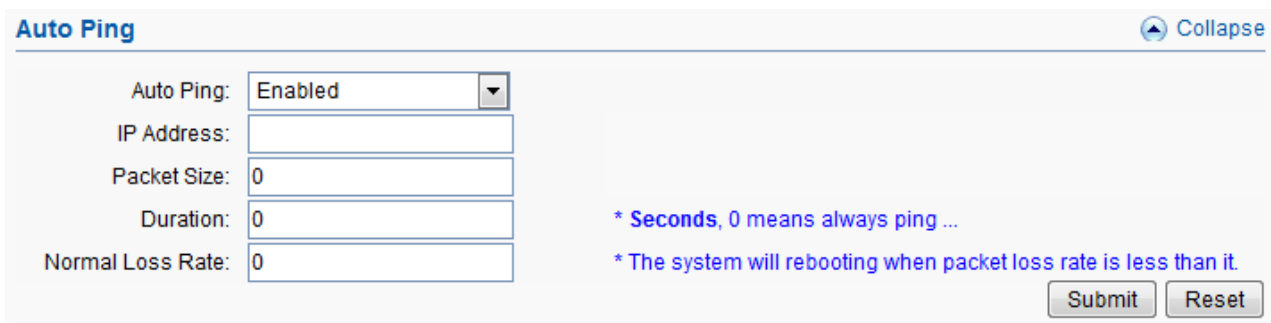 Auto Ping Collapse
Auto Ping: Enabled
IP Address:
Packet Size: 0
Duration: 0 * Seconds, 0 means always ping ...
Normal Loss Rate: 0 * The system will rebooting when packet loss rate is less than it.
Submit Reset